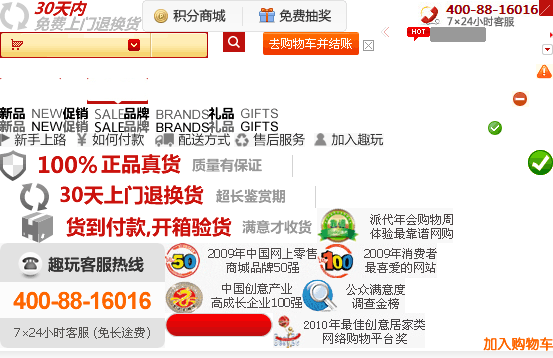 30天内
免费上门退换货
积分商城
免费抽奖
400-88-16016
7×24小时客服
HOT
去购物车并结账
新品 NEW促销 SALE品牌 BRANDS礼品 GIFTS
新品 NEW促销 SALE品牌 BRANDS礼品 GIFTS
新手上路
如何付款
配送方式
售后服务
加入趣玩
100%正品真货 质量有保证
30天上门退换货 超长鉴赏期
货到付款,开箱验货 满意才收货
派代年会购物周
体验最靠谱网购
趣玩客服热线
400-88-16016
7×24小时客服 (免长途费)
50
2009年中国网上零售
商城品牌50强
100
2009年消费者
最喜爱的网站
中国创意产业
高成长企业100强
公众满意度
调查金榜
2010年最佳创意居家类
网络购物平台奖
加入购物车